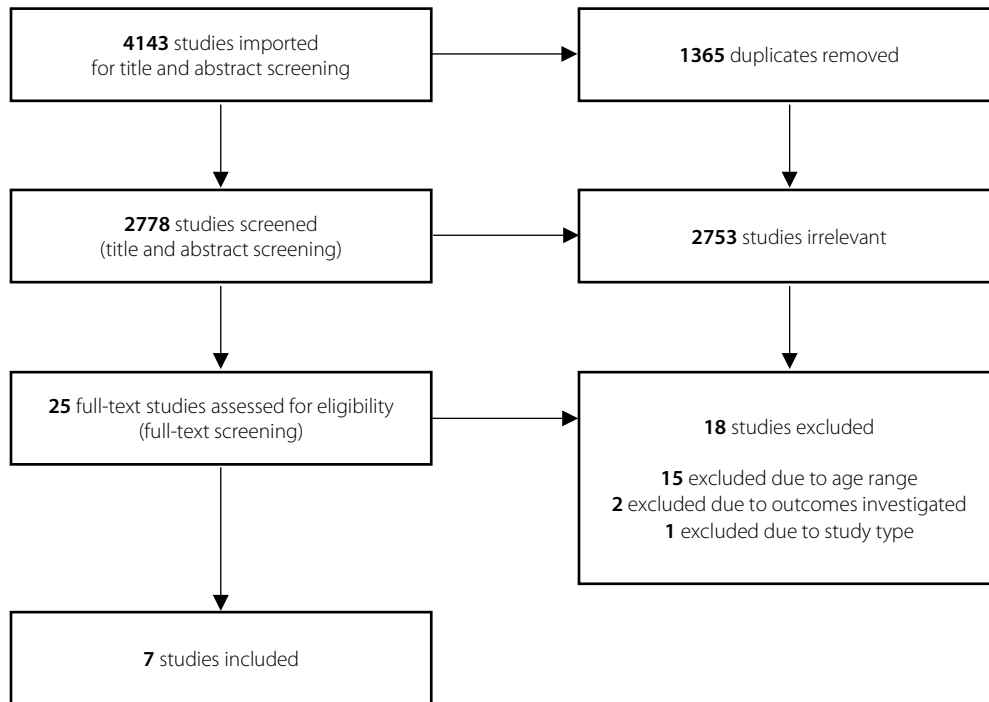 4143 studies imported
for title and abstract screening
1365 duplicates removed
2778 studies screened
(title and abstract screening)
2753 studies irrelevant
25 full-text studies assessed for eligibility
(full-text screening)
18 studies excluded
15 excluded due to age range
2 excluded due to outcomes investigated
1 excluded due to study type
7 studies included